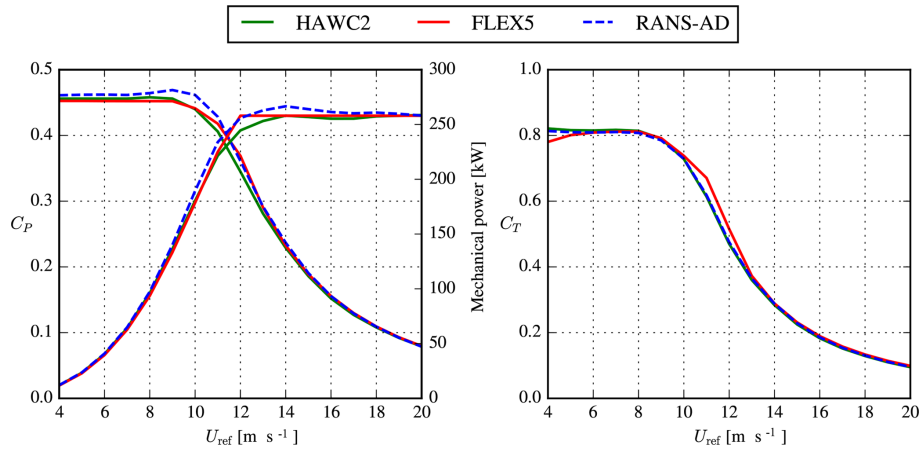 HAWC2 FLEX5 RANS-AD
0.5
0.4
0.3
0.2
0.1
0.0
C_P
4 6 8 10 12 14 16 18 20
U_ref [m s^-1]
300
250
200
150
100
50
0
Mechanical power [kW]
1.0
0.8
0.6
0.4
0.2
0.0
C_T
4 6 8 10 12 14 16 18 20
U_ref [m s^-1]